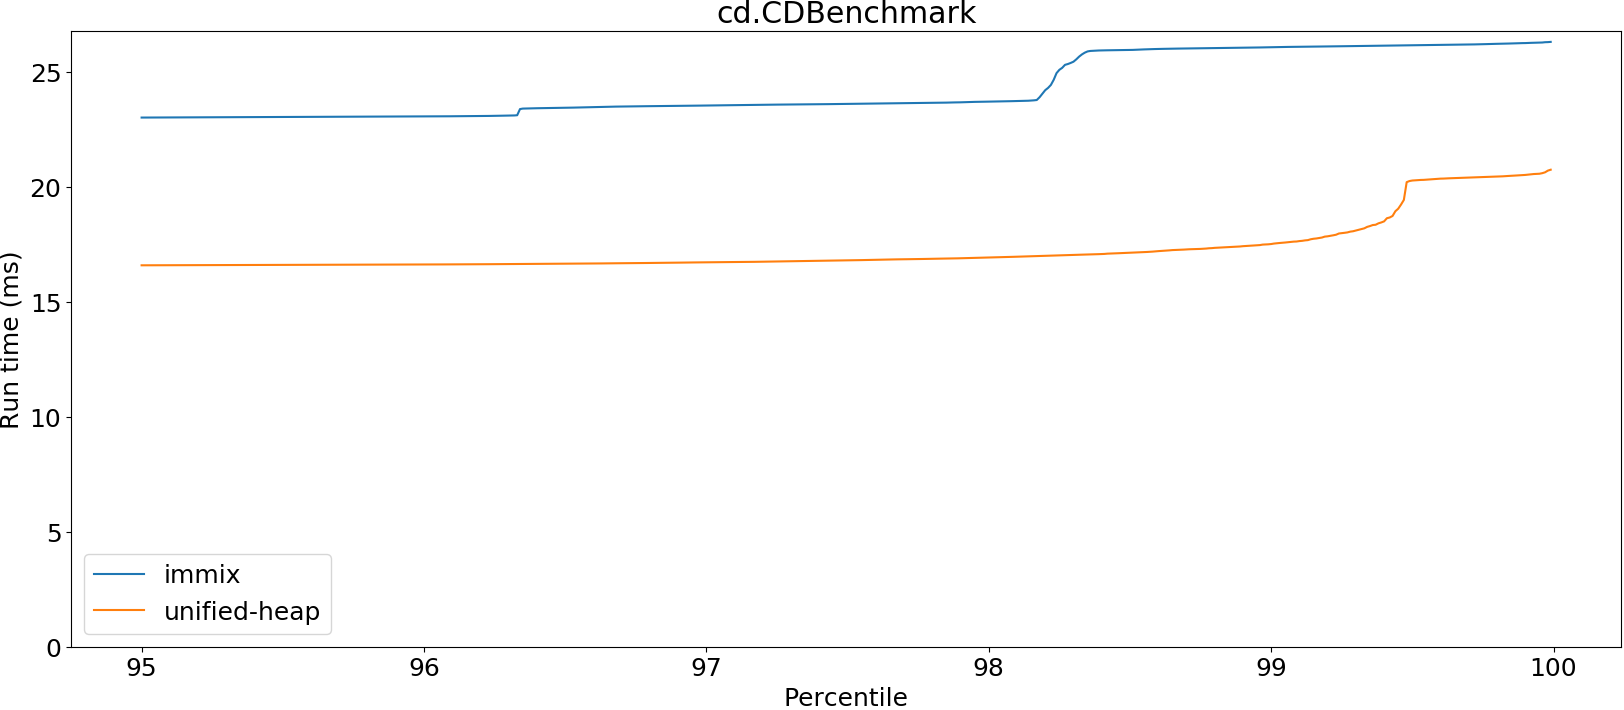 cd.CDBenchmark
Run time (ms)
25
20
15
10
5
0
immix
unified-heap
95 96 97 98 99 100
Percentile